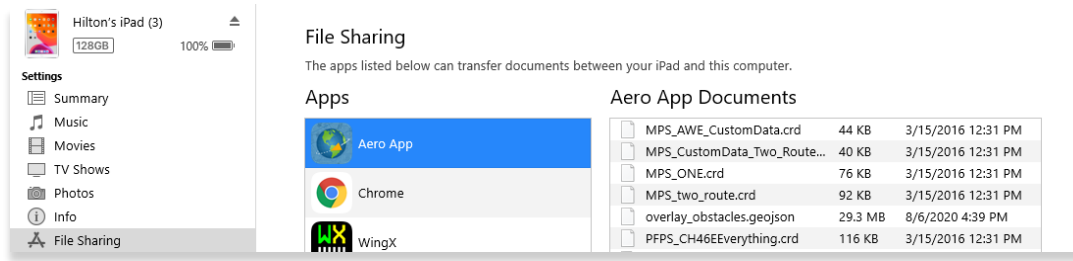 Hilton's iPad (3)
128GB
100%
Settings
Summary
Music
Movies
TV Shows
Photos
Info
File Sharing
File Sharing
The apps listed below can transfer documents between your iPad and this computer.
Apps
Aero App
Chrome
WX
WingX
Aero App Documents
MPS_AWE_CustomData.crd 44 KB 3/15/2016 12:31 PM
MPS_CustomData_Two_Route... 40 KB 3/15/2016 12:31 PM
MPS_ONE.crd 76 KB 3/15/2016 12:31 PM
MPS_two_route.crd 92 KB 3/15/2016 12:31 PM
overlay_obstacles.geojson 29.3 MB 8/6/2020 4:39 PM
PFPS_CH46EEverything.crd 116 KB 3/15/2016 12:31 PM